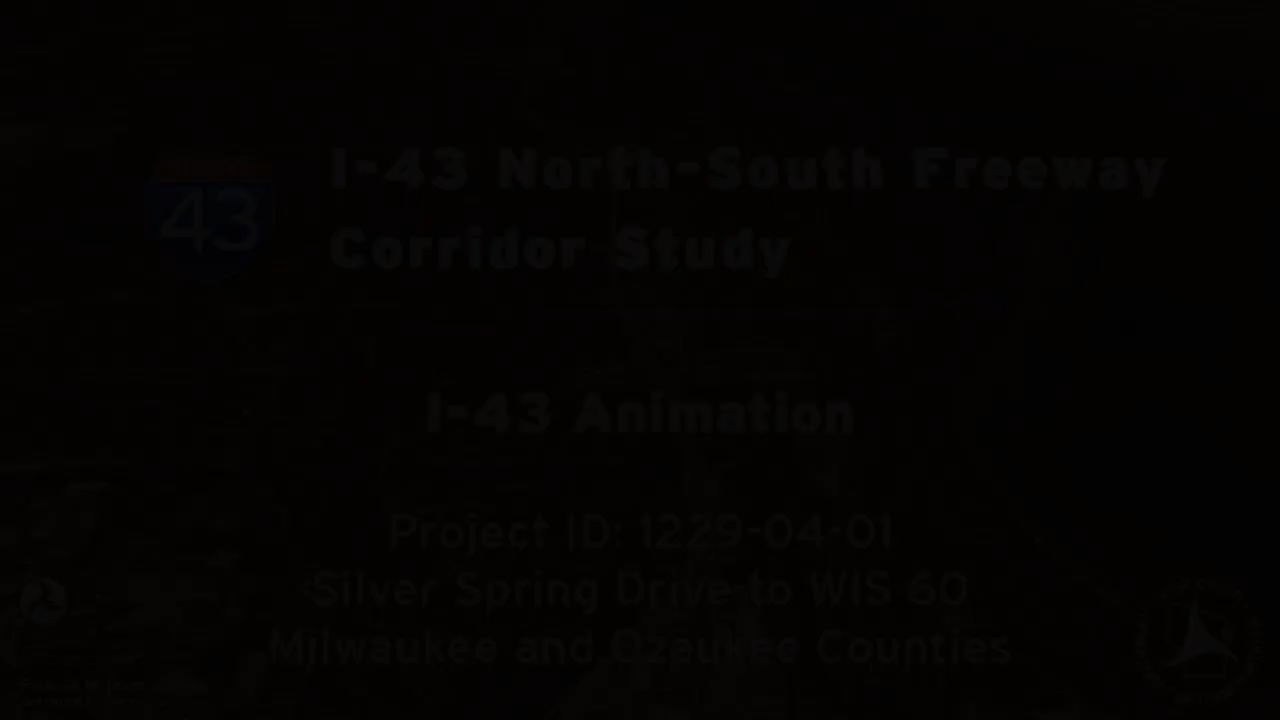 43
I-43 North-South Freeway
Corridor Study
I-43 Animation
Project ID: 1229-04-01
Silver Spring Drive to WIS 60
Milwaukee and Ozaukee Counties